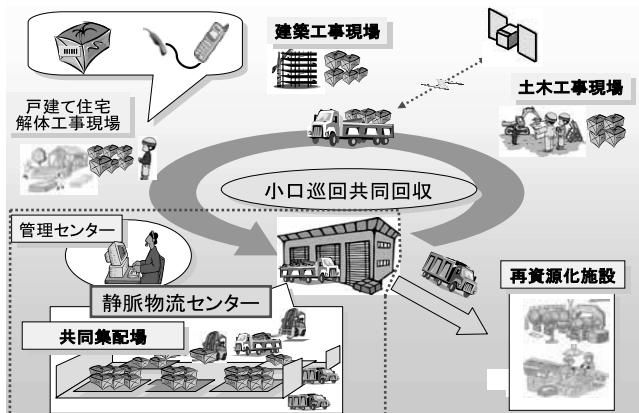 建築工事現場
土木工事現場
戸建て住宅
解体工事現場
小口巡回共同回収
管理センター
静脈物流センター
共同集配場
再資源化施設